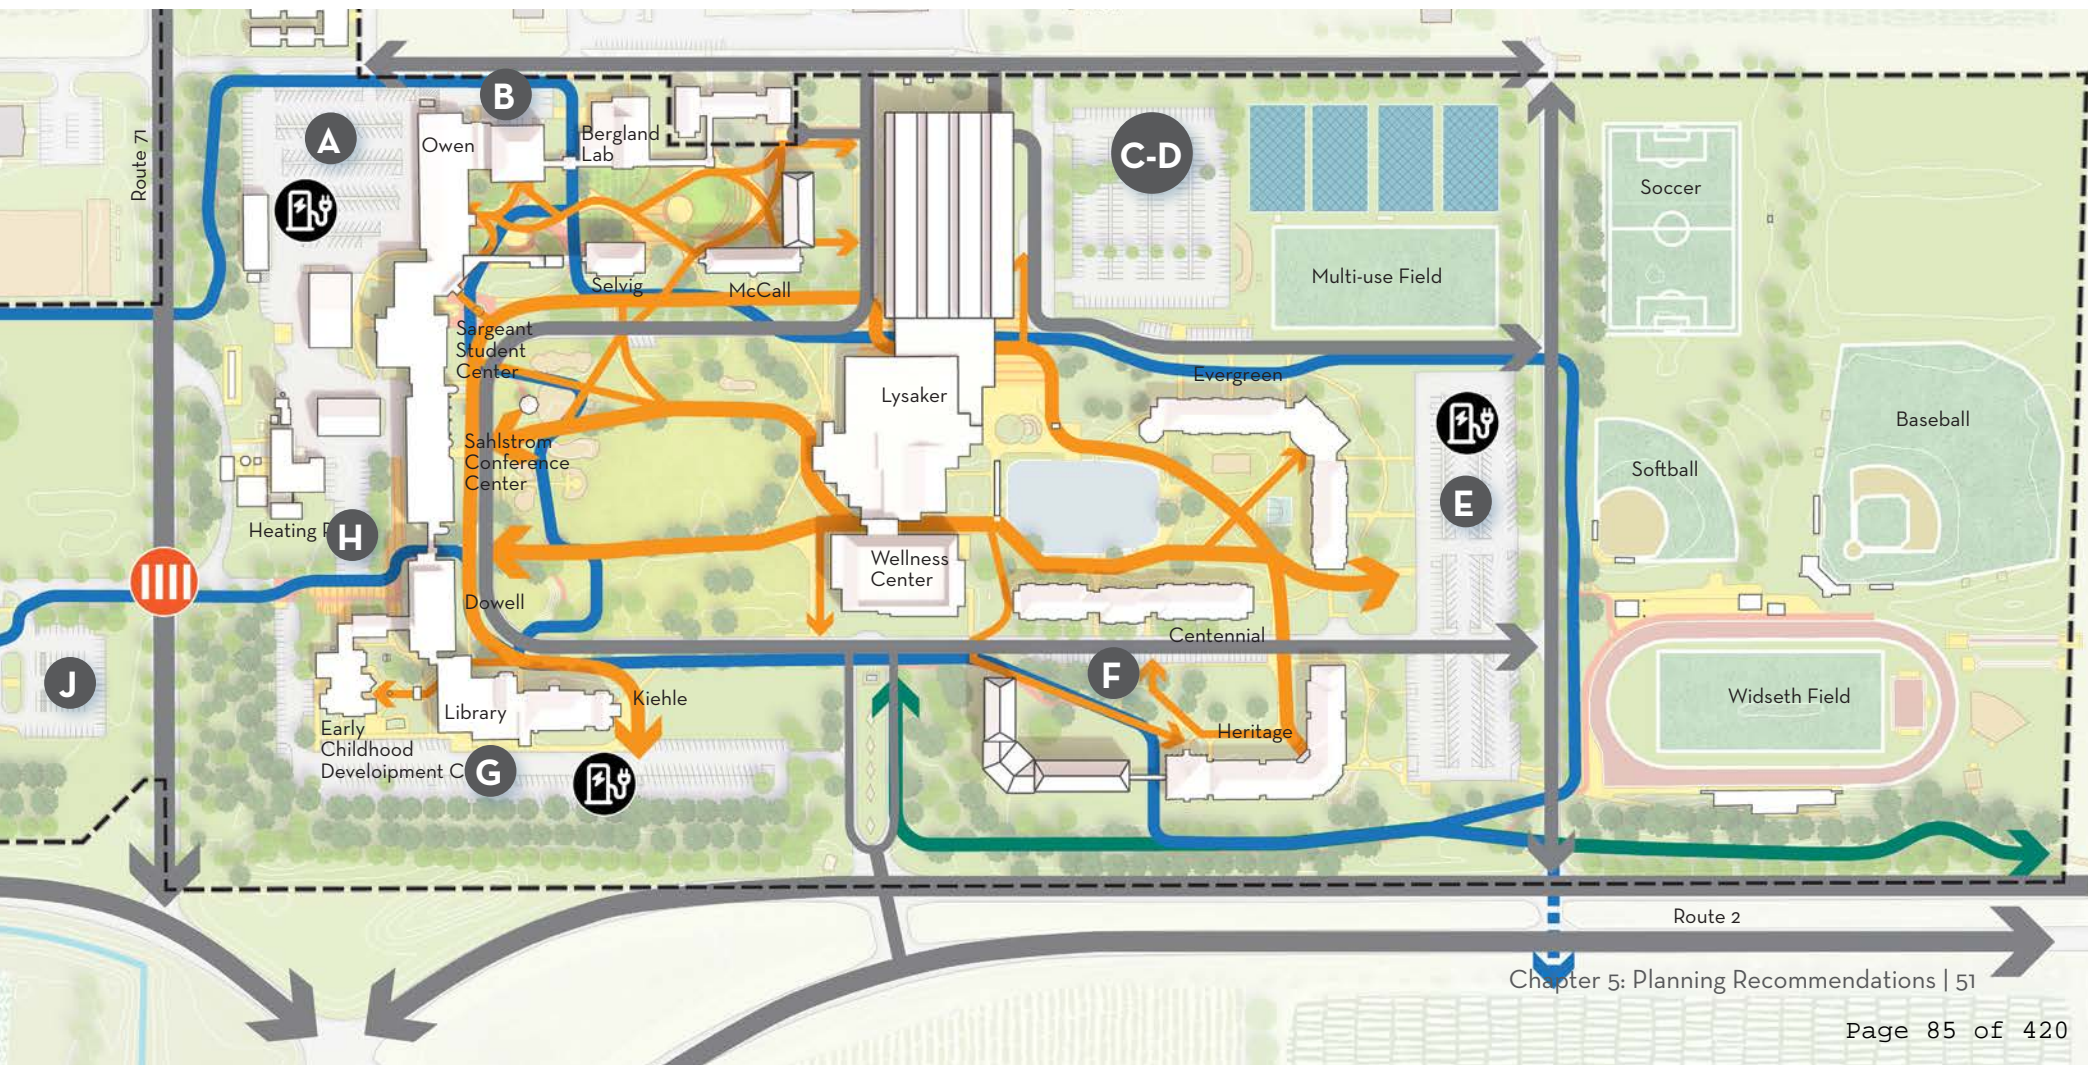 B
A
Owen
Bergland
Lab
C-D
Route 71
Soccer
Selvig
McCall
Multi-use Field
Sargeant
Student
Center
Evergreen
Lysaker
Baseball
Sahlstrom
Conference
Center
Softball
E
Heating
H
Wellness
Center
Dowell
Centennial
J
F
Kiehle
Library
Widseth Field
Early
Childhood
Develoipment C
G
Heritage
Route 2
Chapter 5: Planning Recommendations | 51
Page 85 of 420